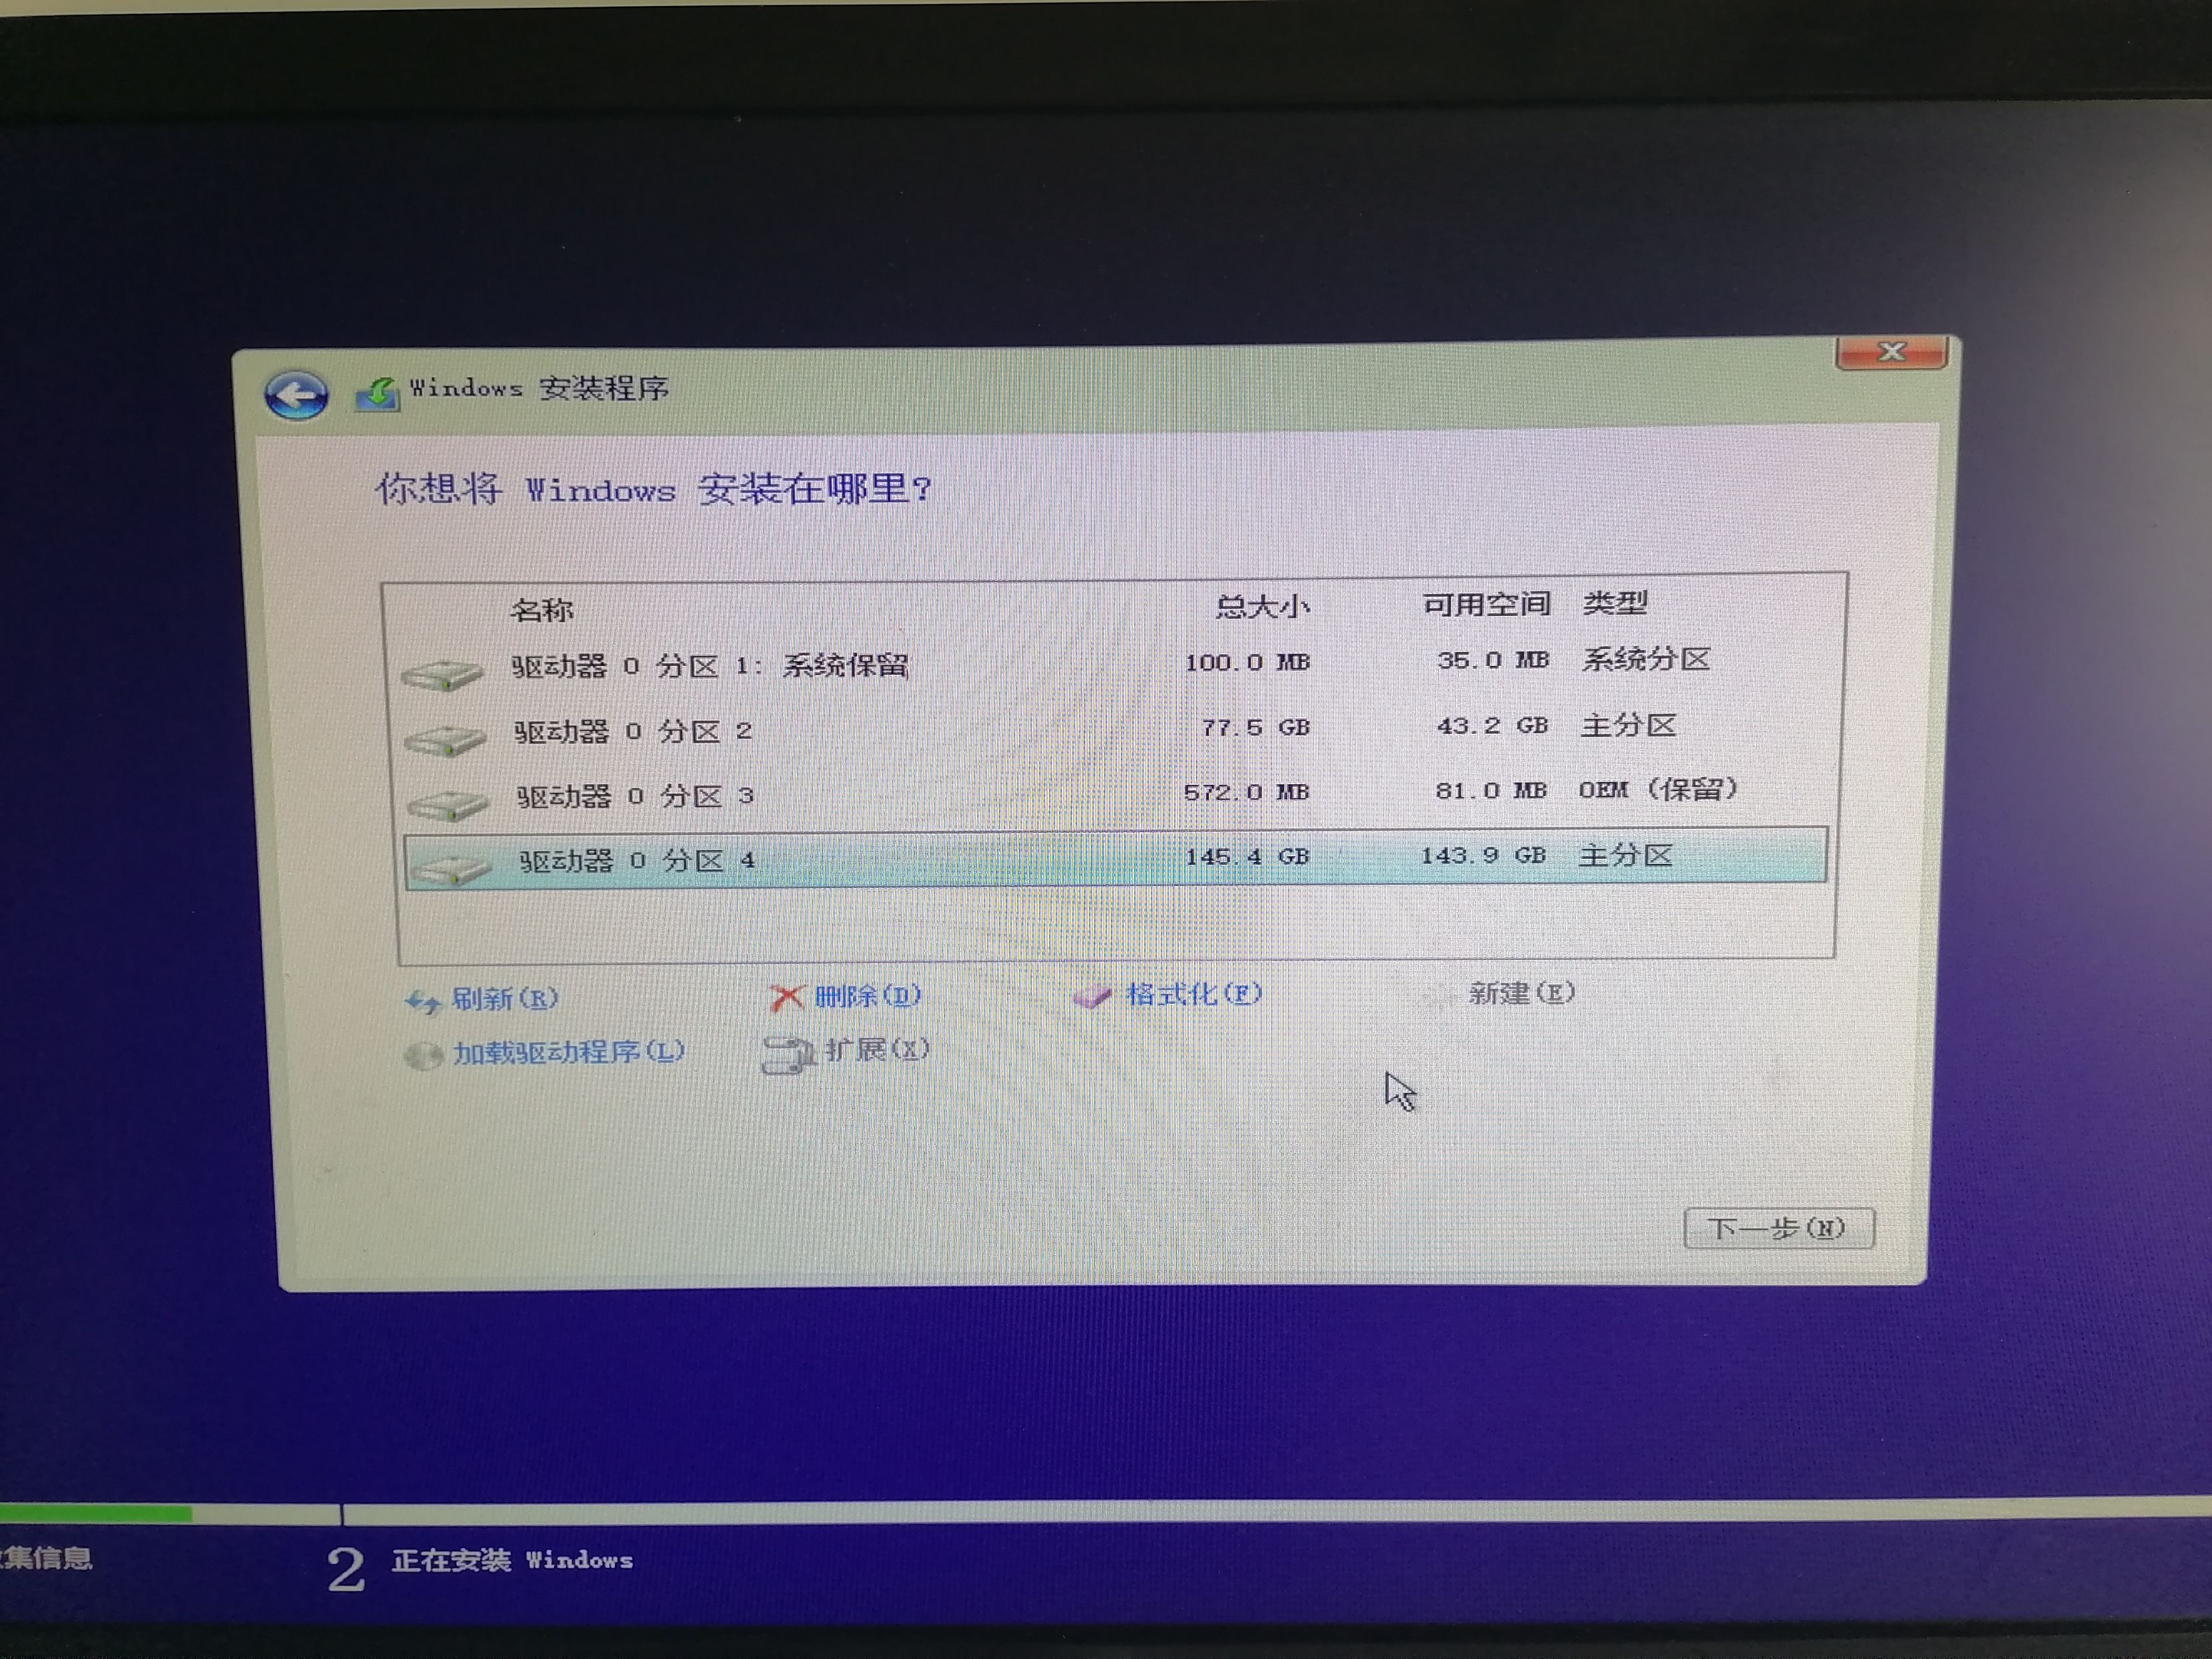 Windows 安装程序
你想将 Windows 安装在哪里?
名称 总大小 可用空间 类型
驱动器 0 分区 1: 系统保留 100.0 MB 35.0 MB 系统分区
驱动器 0 分区 2 77.5 GB 43.2 GB 主分区
驱动器 0 分区 3 572.0 MB 81.0 MB OEM (保留)
驱动器 0 分区 4 145.4 GB 143.9 GB 主分区
刷新(R) 删除(D) 格式化(F) 新建(E)
加载驱动程序(L) 扩展(X)
下一步(N)
集信息 2 正在安装 Windows